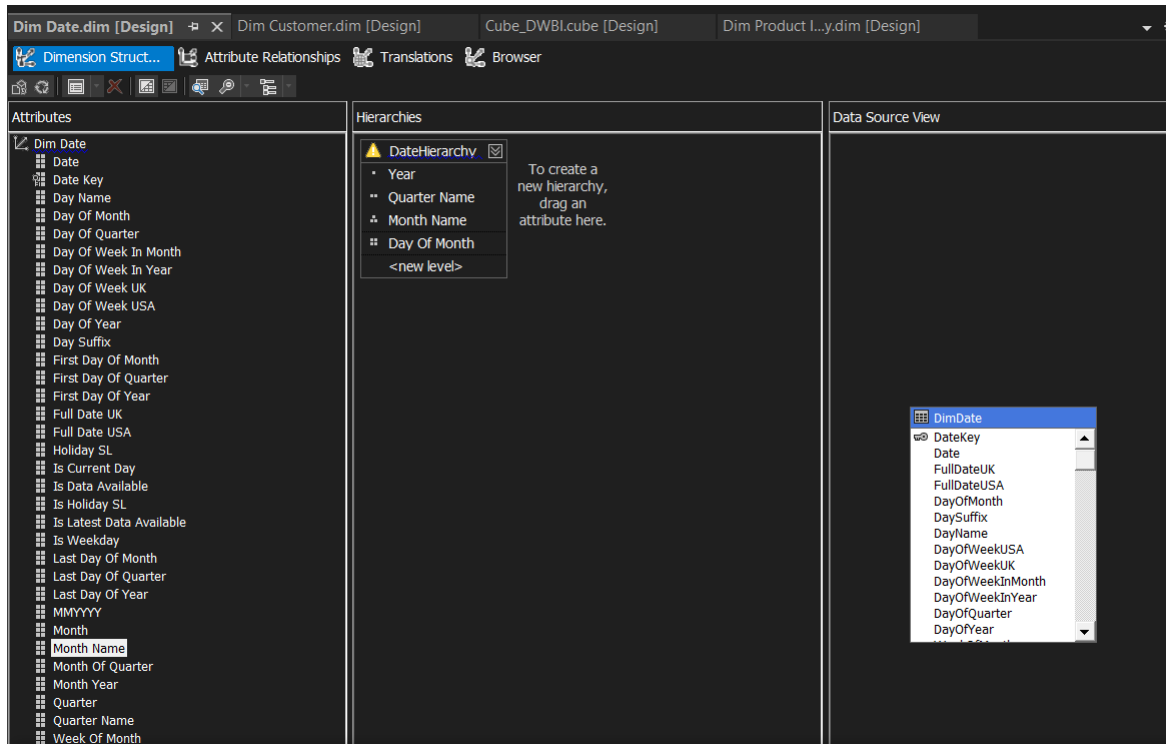 Dim Date.dim [Design]
Dim Customer.dim [Design]
Cube_DWBI.cube [Design]
Dim Product I...y.dim [Design]
Dimension Struct...
Attribute Relationships
Translations
Browser
Attributes
Dim Date
Date
Date Key
Day Name
Day Of Month
Day Of Quarter
Day Of Week In Month
Day Of Week In Year
Day Of Week UK
Day Of Week USA
Day Of Year
Day Suffix
First Day Of Month
First Day Of Quarter
First Day Of Year
Full Date UK
Full Date USA
Holiday SL
Is Current Day
Is Data Available
Is Holiday SL
Is Latest Data Available
Is Weekday
Last Day Of Month
Last Day Of Quarter
Last Day Of Year
MMYYYY
Month
Month Name
Month Of Quarter
Month Year
Quarter
Quarter Name
Week Of Month
Hierarchies
DateHierarchy
Year
Quarter Name
Month Name
Day Of Month
<new level>
To create a
new hierarchy,
drag an
attribute here.
Data Source View
DimDate
DateKey
Date
FullDateUK
FullDateUSA
DayOfMonth
DaySuffix
DayName
DayOfWeekUSA
DayOfWeekUK
DayOfWeekInMonth
DayOfWeekInYear
DayOfQuarter
DayOfYear